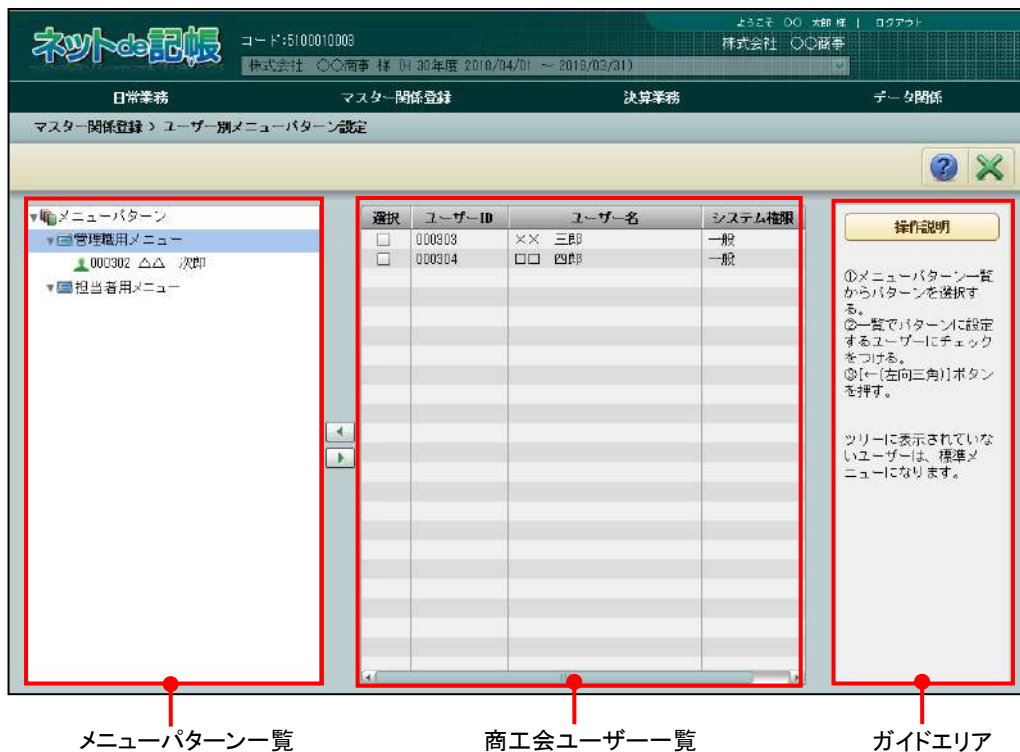 ようこそ 〇〇 太郎 様 | ログアウト
ネットde記帳
コード:5100010003
株式会社 〇〇商事
株式会社 〇〇商事 様 (H 30年度 2018/04/01 ～ 2019/03/31)
日常業務 マスター関係登録 決算業務 データ関係
マスター関係登録 > ユーザー別メニューパターン設定
メニューパターン
管理職用メニュー
000302 △△ 次郎
担当者用メニュー
選択 ユーザーID ユーザー名 システム権限
000303 ×× 三郎 一般
000304 □□ 四郎 一般
操作説明
①メニューパターン一覧
からパターンを選択す
る。
②一覧でパターンに設定
するユーザーにチェック
をつける。
③[←(左向三角)]ボタン
を押す。
ツリーに表示されていな
いユーザーは、標準メ
ニューになります。
メニューパターン一覧
商工会ユーザー一覧
ガイドエリア